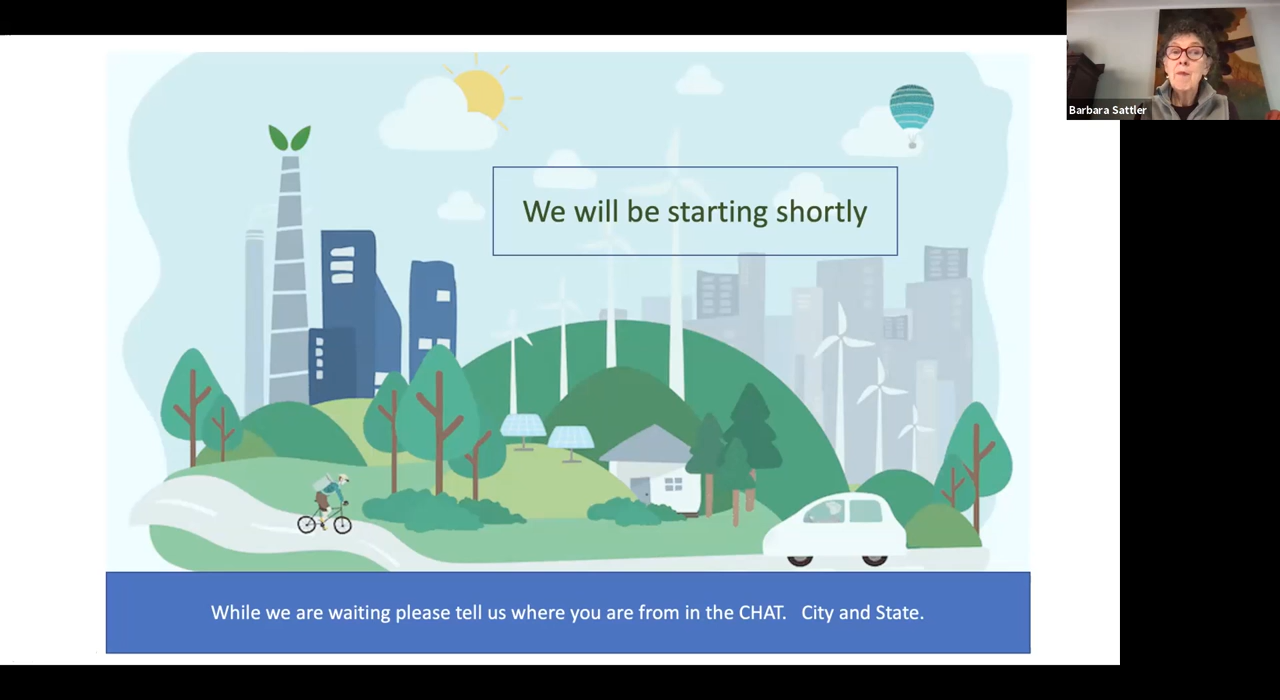 Barbara Sattler
We will be starting shortly
While we are waiting please tell us where you are from in the CHAT. City and State.